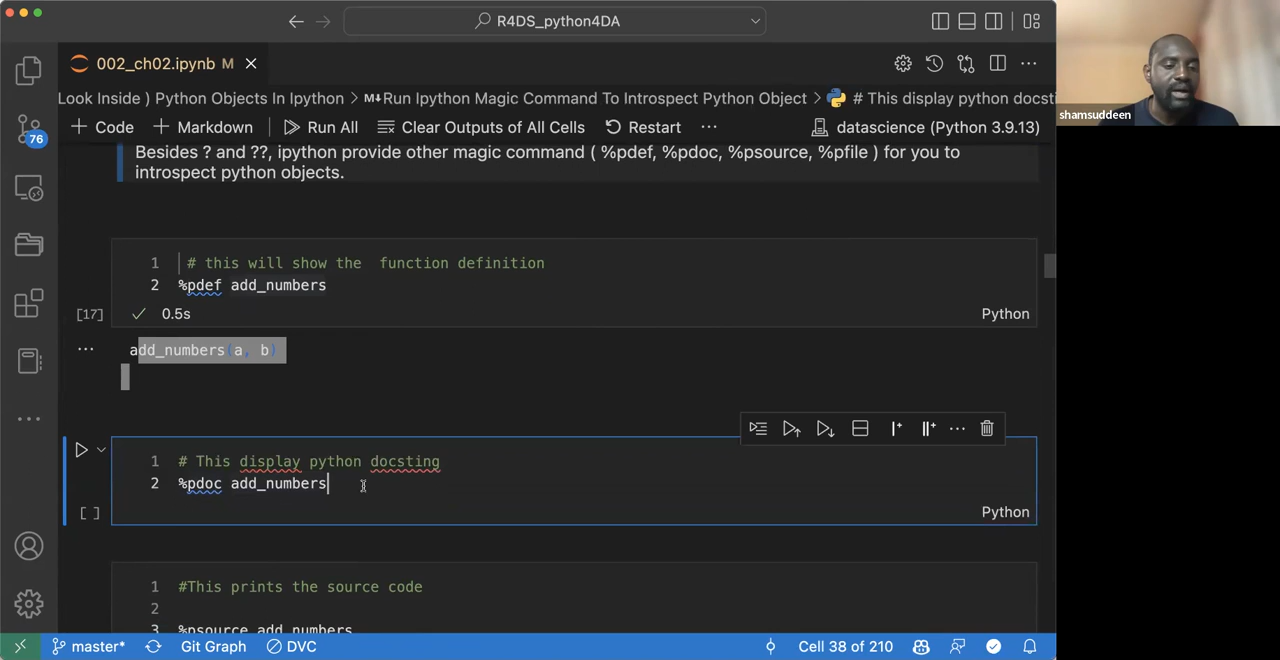 R4DS_python4DA
002_ch02.ipynb M
Look Inside ) Python Objects In Ipython > M↓Run Ipython Magic Command To Introspect Python Object > # This display python docsti
+ Code + Markdown Run All Clear Outputs of All Cells Restart ... datascience (Python 3.9.13)
76
Besides ? and ??, ipython provide other magic command ( %pdef, %pdoc, %psource, %pfile ) for you to
introspect python objects.
1 # this will show the function definition
2 %pdef add_numbers
[17] 0.5s Python
add_numbers(a, b)
1 # This display python docsting
2 %pdoc add_numbers
[ ] Python
1 #This prints the source code
2
3 %psource add_numbers
master* Git Graph DVC Cell 38 of 210
shamsuddeen